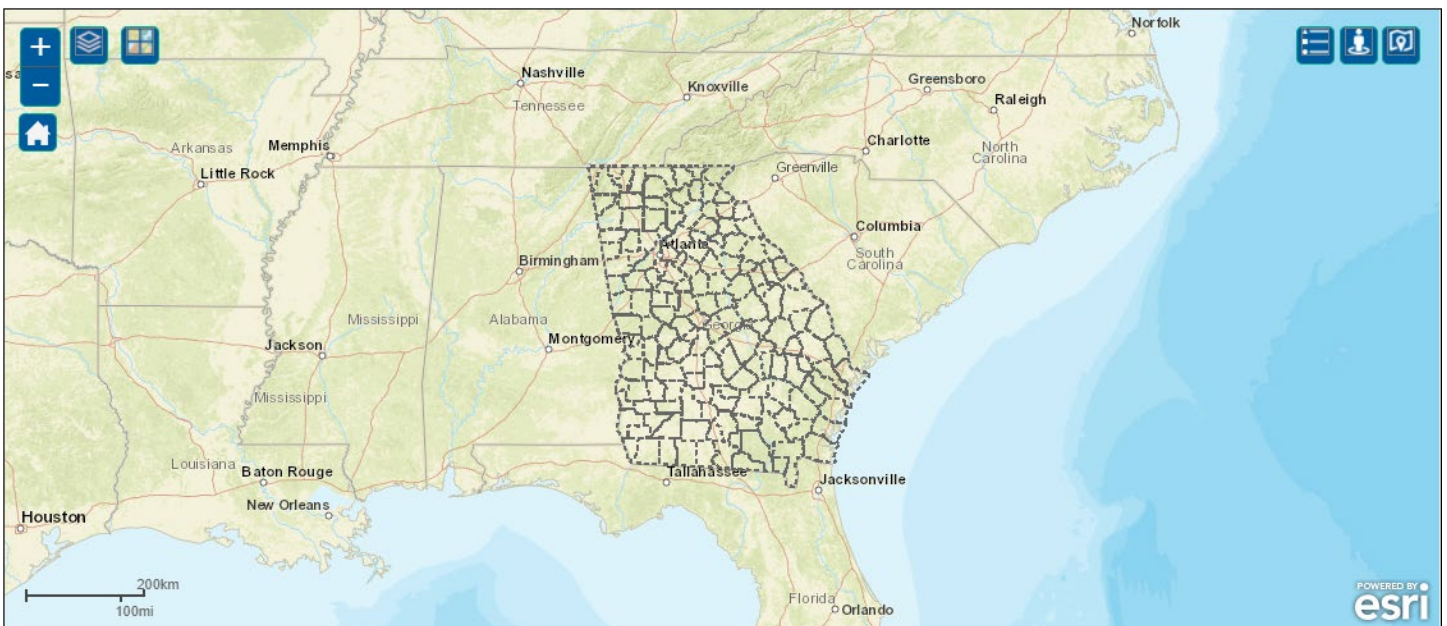 Norfolk
Nashville
Tennessee
Knoxville
Greensboro
Raleigh
Arkansas
Memphis
Charlotte
North
Carolina
Little Rock
Greenville
Columbia
South
Carolina
Atlanta
Birmingham
Mississippi
Alabama
Georgia
Jackson
Montgomery
Mississippi
Louisiana
Baton Rouge
Tallahassee
Jacksonville
New Orleans
Houston
200km
100mi
Florida
Orlando
POWERED BY
esri